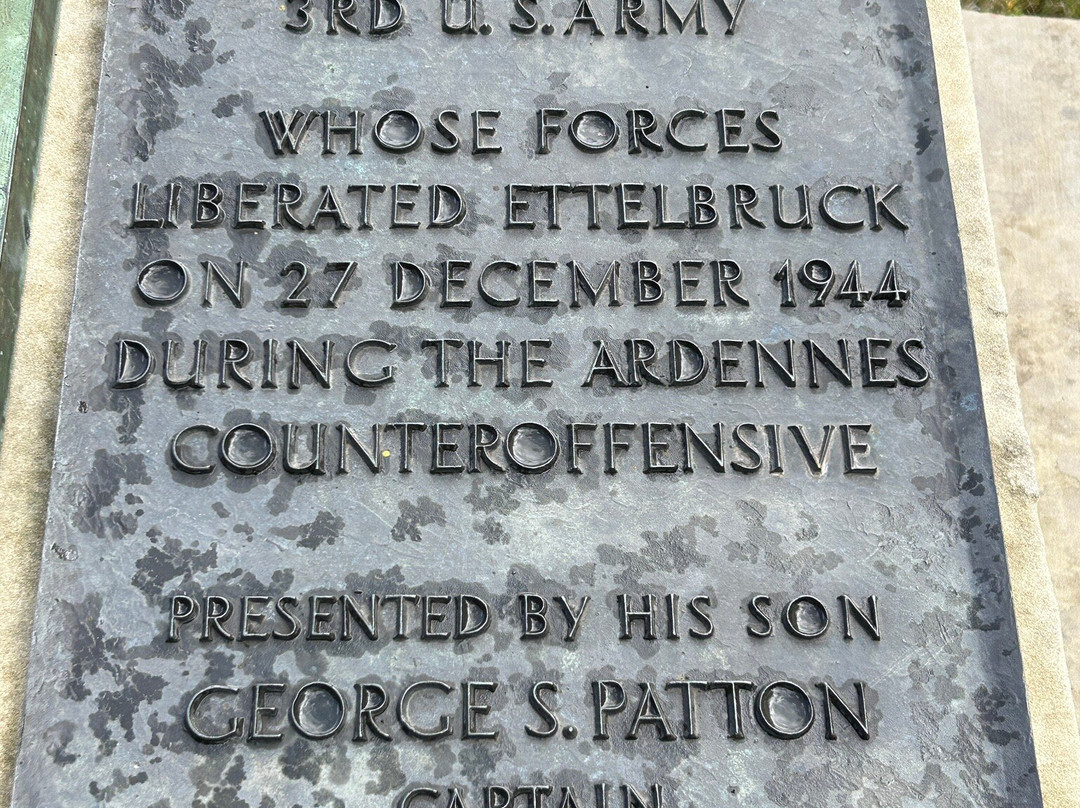 3RD U.S. ARMY
WHOSE FORCES
LIBERATED ETTELBRUCK
ON 27 DECEMBER 1944
DURING THE ARDENNES
COUNTEROFFENSIVE
PRESENTED BY HIS SON
GEORGE S. PATTON
CAPTAIN